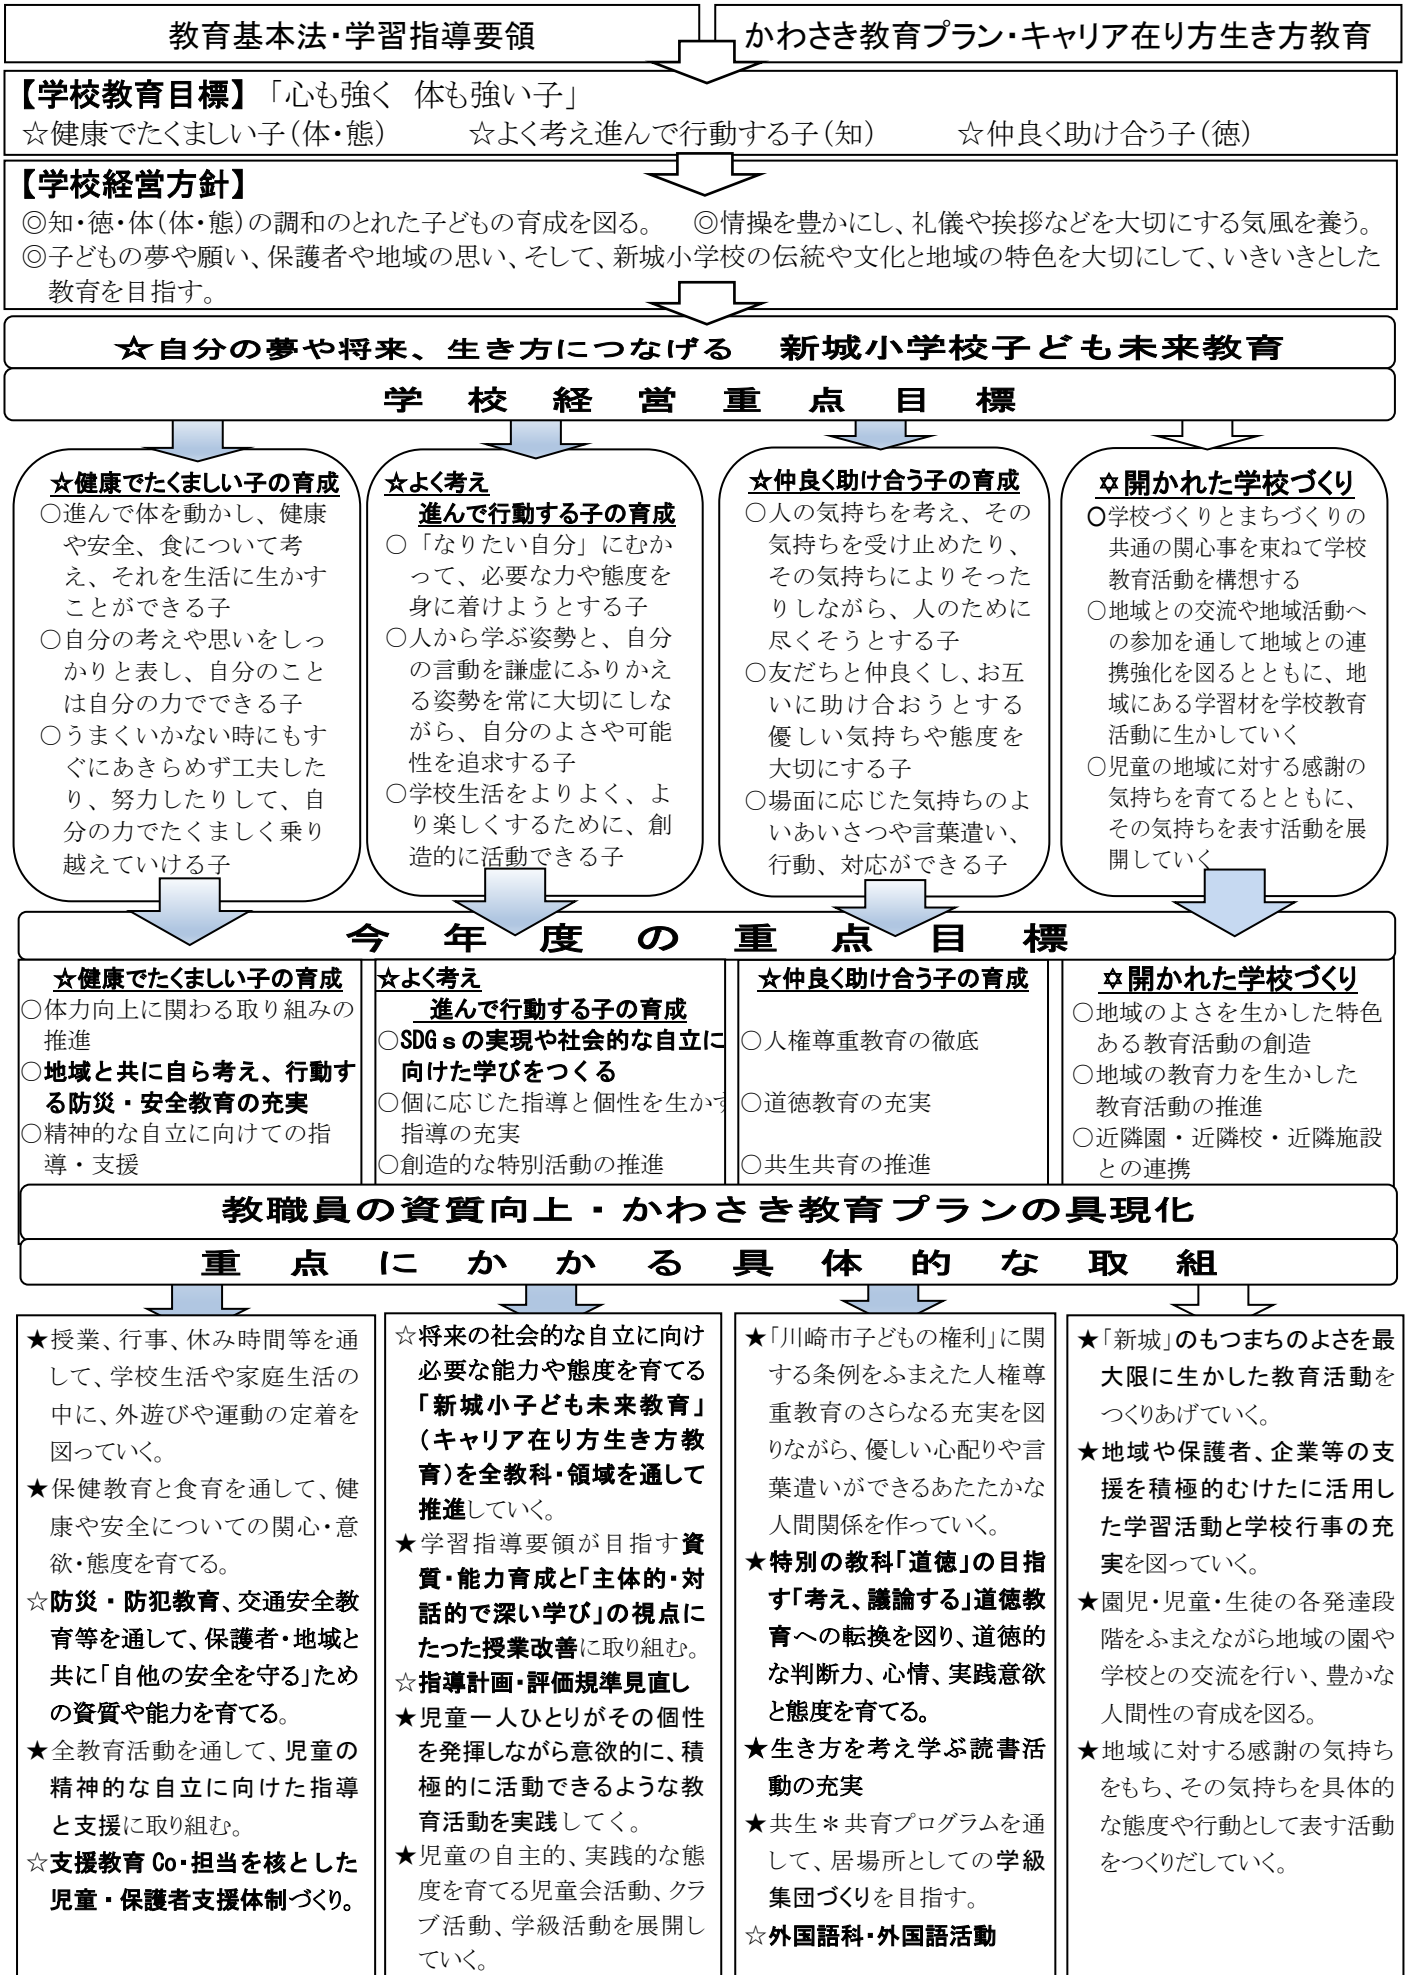 教育基本法・学習指導要領
かわさき教育プラン・キャリア在り方生き方教育
【学校教育目標】「心も強く　体も強い子」
☆健康でたくましい子（体・態）　☆よく考え進んで行動する子（知）　☆仲良く助け合う子（徳）
【学校経営方針】
◎知・徳・体（体・態）の調和のとれた子どもの育成を図る。　◎情操を豊かにし、礼儀や挨拶などを大切にする気風を養う。
◎子どもの夢や願い、保護者や地域の思い、そして、新城小学校の伝統や文化と地域の特色を大切にして、いきいきとした
教育を目指す。
☆自分の夢や将来、生き方につなげる　新城小学校子ども未来教育
学校経営重点目標
☆健康でたくましい子の育成
○進んで体を動かし、健康
や安全、食について考
え、それを生活に生かす
ことができる子
○自分の考えや思いをしっ
かりと表し、自分のこと
は自分の力でできる子
○うまくいかない時にもす
ぐにあきらめず工夫した
り、努力したりして、自
分の力でたくましく乗り
越えていける子
☆よく考え
進んで行動する子の育成
○「なりたい自分」にむか
って、必要な力や態度を
身に着けようとする子
○人から学ぶ姿勢と、自分
の言動を謙虚にふりかえ
る姿勢を常に大切にしな
がら、自分のよさや可能
性を追求する子
○学校生活をよりよく、よ
り楽しくするために、創
造的に活動できる子
☆仲良く助け合う子の育成
○人の気持ちを考え、その
気持ちを受け止めたり、
その気持ちによりそった
りしながら、人のために
尽くそうとする子
○友だちと仲良くし、お互
いに助け合おうとする
優しい気持ちや態度を
大切にする子
○場面に応じた気持ちのよ
いあいさつや言葉遣い、
行動、対応ができる子
✡開かれた学校づくり
○学校づくりとまちづくりの
共通の関心事を束ねて学校
教育活動を構想する
○地域との交流や地域活動へ
の参加を通して地域との連
携強化を図るとともに、地
域にある学習材を学校教育
活動に生かしていく
○児童の地域に対する感謝の
気持ちを育てるとともに、
その気持ちを表す活動を展
開していく
今年度の重点目標
☆健康でたくましい子の育成
○体力向上に関わる取り組みの
推進
○地域と共に自ら考え、行動す
る防災・安全教育の充実
○精神的な自立に向けての指
導・支援
☆よく考え
進んで行動する子の育成
○SDGｓの実現や社会的な自立に
向けた学びをつくる
○個に応じた指導と個性を生かす
指導の充実
○創造的な特別活動の推進
☆仲良く助け合う子の育成
○人権尊重教育の徹底
○道徳教育の充実
○共生共育の推進
✡開かれた学校づくり
○地域のよさを生かした特色
ある教育活動の創造
○地域の教育力を生かした
教育活動の推進
○近隣園・近隣校・近隣施設
との連携
教職員の資質向上・かわさき教育プランの具現化
重点にかかる具体的な取組
★授業、行事、休み時間等を通
して、学校生活や家庭生活の
中に、外遊びや運動の定着を
図っていく。
★保健教育と食育を通して、健
康や安全についての関心・意
欲・態度を育てる。
☆防災・防犯教育、交通安全教
育等を通して、保護者・地域と
共に「自他の安全を守る」ため
の資質や能力を育てる。
★全教育活動を通して、児童の
精神的な自立に向けた指導
と支援に取り組む。
☆支援教育Co・担当を核とした
児童・保護者支援体制づくり。
☆将来の社会的な自立に向け
必要な能力や態度を育てる
「新城小子ども未来教育」
（キャリア在り方生き方教
育）を全教科・領域を通して
推進していく。
★学習指導要領が目指す資
質・能力育成と「主体的・対
話的で深い学び」の視点に
たった授業改善に取り組む。
☆指導計画・評価規準見直し
★児童一人ひとりがその個性
を発揮しながら意欲的に、積
極的に活動できるような教
育活動を実践してく。
★児童の自主的、実践的な態
度を育てる児童会活動、クラ
ブ活動、学級活動を展開し
ていく。
★「川崎市子どもの権利」に関
する条例をふまえた人権尊
重教育のさらなる充実を図
りながら、優しい心配りや言
葉遣いができるあたたかな
人間関係を作っていく。
★特別の教科「道徳」の目指
す「考え、議論する」道徳教
育への転換を図り、道徳的
な判断力、心情、実践意欲
と態度を育てる。
★生き方を考え学ぶ読書活
動の充実
★共生＊共育プログラムを通
して、居場所としての学級
集団づくりを目指す。
☆外国語科・外国語活動
★「新城」のもつまちのよさを最
大限に生かした教育活動を
つくりあげていく。
★地域や保護者、企業等の支
援を積極的むけたに活用し
た学習活動と学校行事の充
実を図っていく。
★園児・児童・生徒の各発達段
階をふまえながら地域の園や
学校との交流を行い、豊かな
人間性の育成を図る。
★地域に対する感謝の気持ち
をもち、その気持ちを具体的
な態度や行動として表す活動
をつくりだしていく。